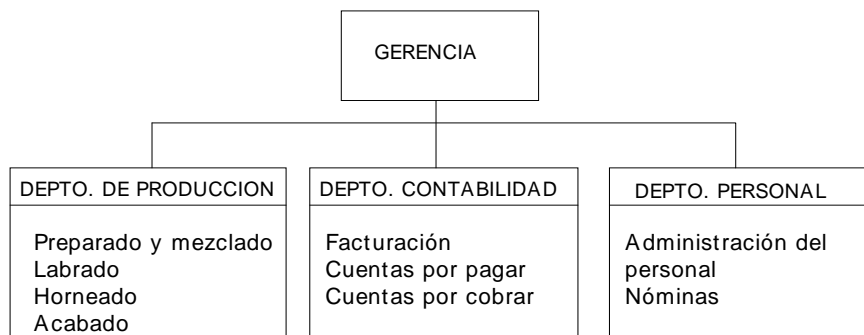 GERENCIA
DEPTO. DE PRODUCCION
Preparado y mezclado
Labrado
Horneado
Acabado
DEPTO. CONTABILIDAD
Facturación
Cuentas por pagar
Cuentas por cobrar
DEPTO. PERSONAL
Administración del
personal
Nóminas